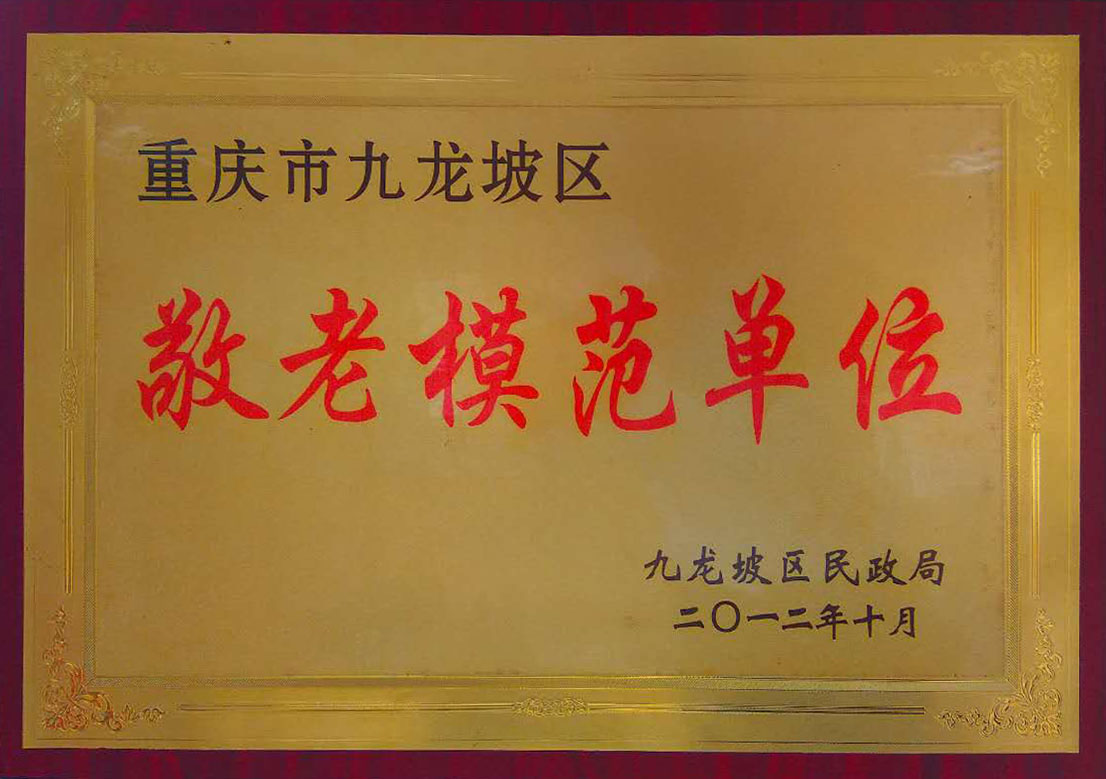 重庆市九龙坡区
敬老模范单位
九龙坡区民政局
二〇一二年十月